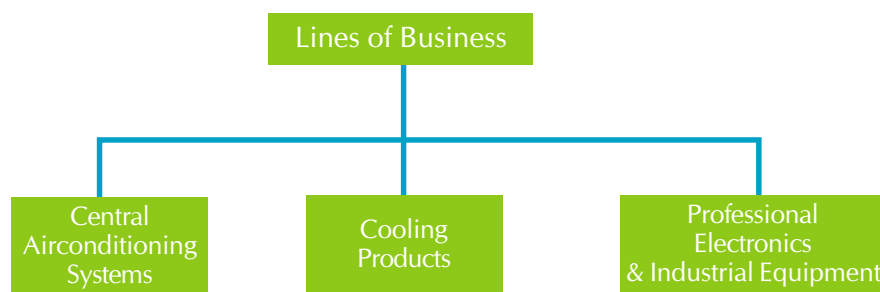 Lines of Business
Central
Airconditioning
Systems
Cooling
Products
Professional
Electronics
& Industrial Equipment